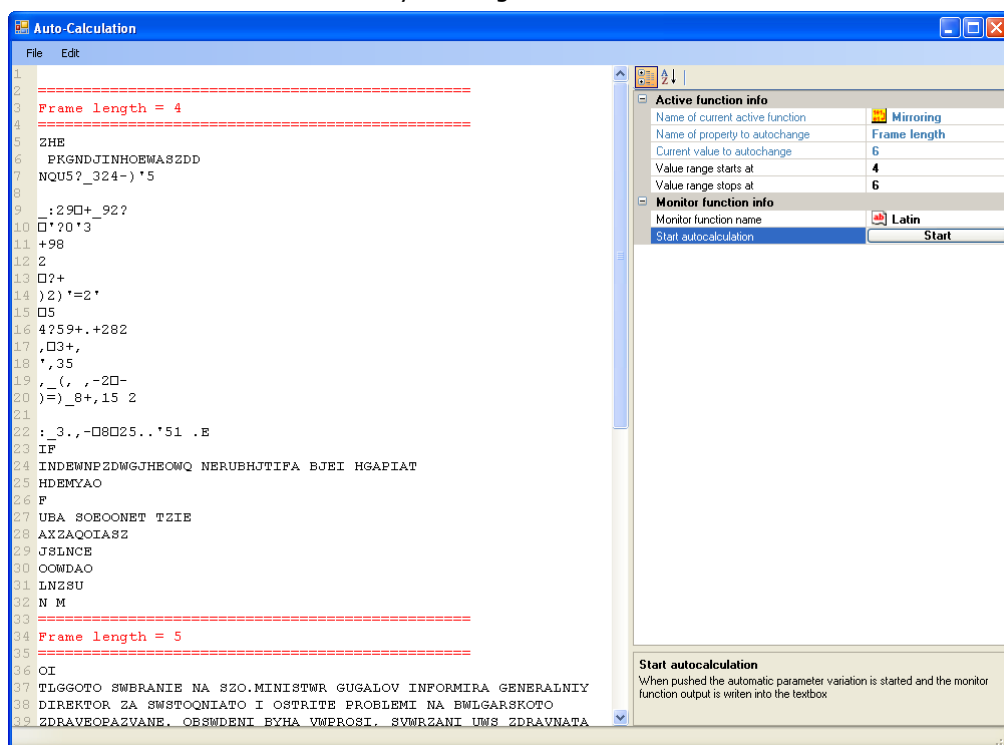 Auto-Calculation
File Edit
1
2 ================================================
3 Frame length = 4
4 ================================================
5 ZHE
6  PKGNDJINHOEWASZDD
7 NQU5?_324-)'5
8
9 _:29□+_92?
10 □'?0'3
11 +98
12 2
13 □?+
14 )2)'=2'
15 □5
16 4?59+.+282
17 ,□3+,
18 ',35
19 ,_(, ,-2□-
20 )=)_8+,15 2
21
22 :_3.,-□8□25..'51 .E
23 IF
24 INDEWNPZDWGJHEOWQ NERUBHJTIFA BJEI HGAPIAT
25 HDEMYAO
26 F
27 UBA SOEOONET TZIE
28 AXZAQOIASZ
29 JSLNCE
30 OOWDAO
31 LNZSU
32 N M
33 ================================================
34 Frame length = 5
35 ================================================
36 OI
37 TLGGOTO SWBRANIE NA SZO.MINISTWR GUGALOV INFORMIRA GENERALNIY
38 DIREKTOR ZA SWSTOQNIATO I OSTRITE PROBLEMI NA BWLGARSKOTO
39 ZDRAVEOPAZVANE. OBSWDENI BYHA VWPROSI, SVWRZANI UWS ZDRAVNATA
Active function info
Name of current active function Mirroring
Name of property to autochange Frame length
Current value to autochange 6
Value range starts at 4
Value range stops at 6
Monitor function info
Monitor function name Latin
Start autocalculation Start
Start autocalculation
When pushed the automatic parameter variation is started and the monitor
function output is writen into the textbox